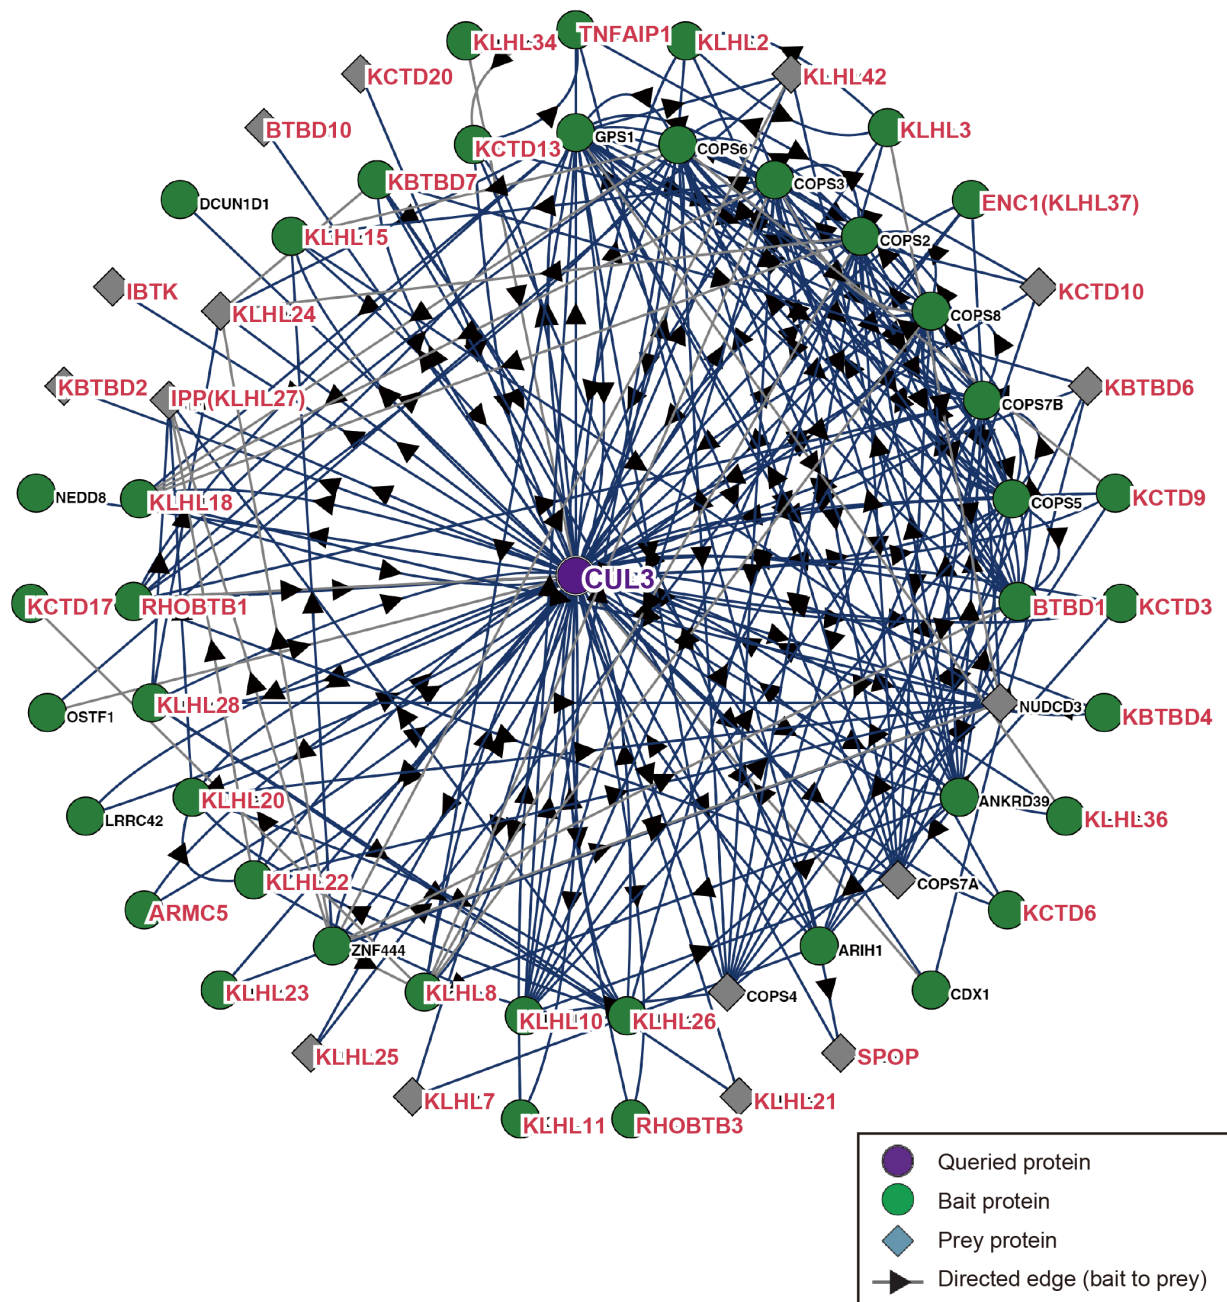 KLHL34
TNFAIP1
KLHL2
KCTD20
KLHL42
BTBD10
KCTD13
GPS1
COPS6
KLHL3
KBTBD7
COPS3
DCUN1D1
ENC1(KLHL37)
KLHL15
COPS2
IBTK
KCTD10
KLHL24
COPS8
KBTBD2
IPP(KLHL27)
KBTBD6
COPS7B
NEDD8
KLHL18
COPS5
KCTD9
CUL3
KCTD17
RHOBTB1
BTBD1
KCTD3
OSTF1
KLHL28
NUDCD3
KBTBD4
KLHL20
ANKRD39
LRRC42
KLHL36
KLHL22
COPS7A
ARMC5
KCTD6
ZNF444
ARIH1
KLHL23
KLHL8
COPS4
CDX1
KLHL10
KLHL26
KLHL25
SPOP
KLHL7
KLHL21
KLHL11
RHOBTB3
Queried protein
Bait protein
Prey protein
Directed edge (bait to prey)